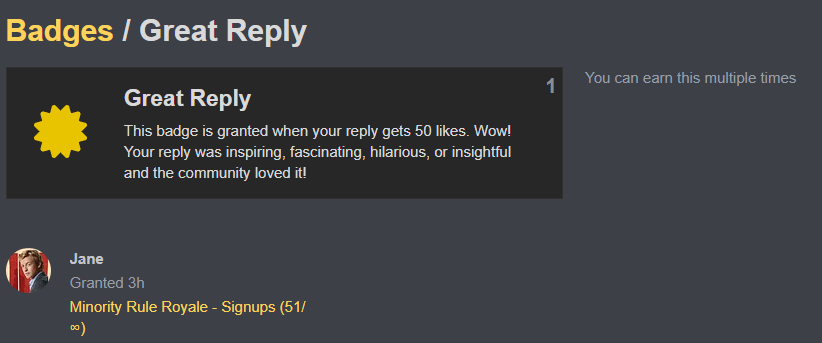 Badges / Great Reply
Great Reply
1
This badge is granted when your reply gets 50 likes. Wow!
Your reply was inspiring, fascinating, hilarious, or insightful
and the community loved it!
You can earn this multiple times
Jane
Granted 3h
Minority Rule Royale - Signups (51/
∞)